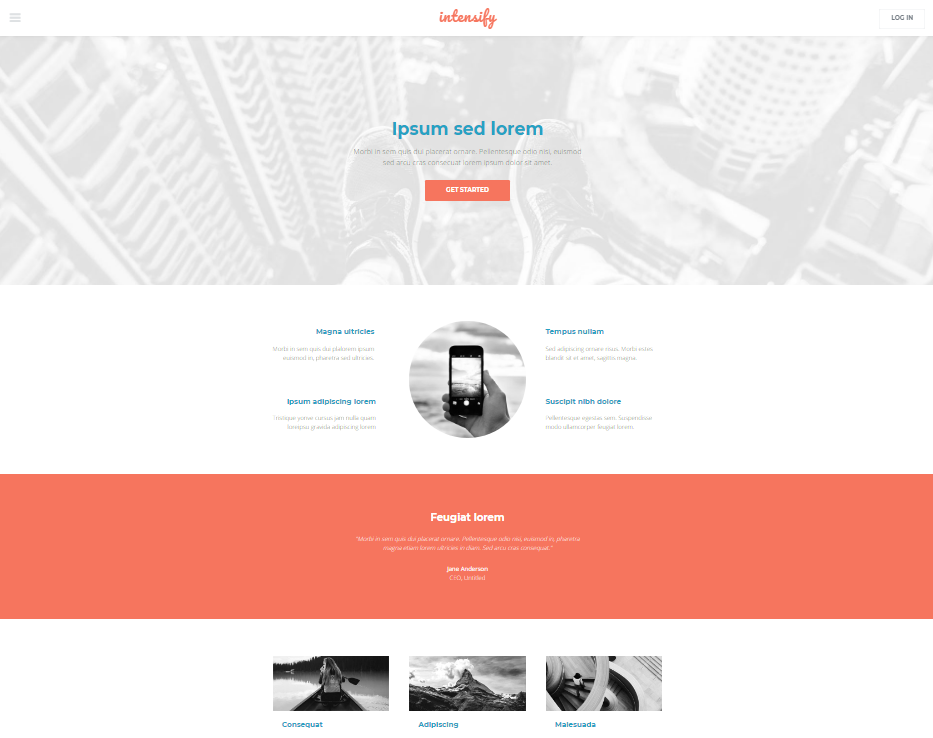 intensify
LOG IN
Ipsum sed lorem
Morbi in sem quis dui placerat ornare. Pellentesque odio nisi, euismod
sed arcu cras consecuat lorem ipsum dolor sit amet.
GET STARTED
Magna ultricies
Morbi in sem quis dui placerat ipsum
euismod in, pharetra sed ultricies.
Ipsum adipiscing lorem
Tristique yonve cursus jam nulla quam
loreipsu gravida adipiscing lorem
Tempus nullam
Sed adipiscing ornare risus. Morbi estes
blandit ut et amet, sagittis magna.
Suscipit nibh dolore
Pellentesque egestas sem. Suspendisse
modo ullamcorper feugiat lorem.
Feugiat lorem
"Morbi in sem quis dui placerat ornare. Pellentesque odio nisi, euismod in, pharetra
magna etiam lorem ultricies in diam. Sed arcu cras consequat."
Jane Anderson
CEO, Untitled
Consequat
Adipiscing
Malesuada